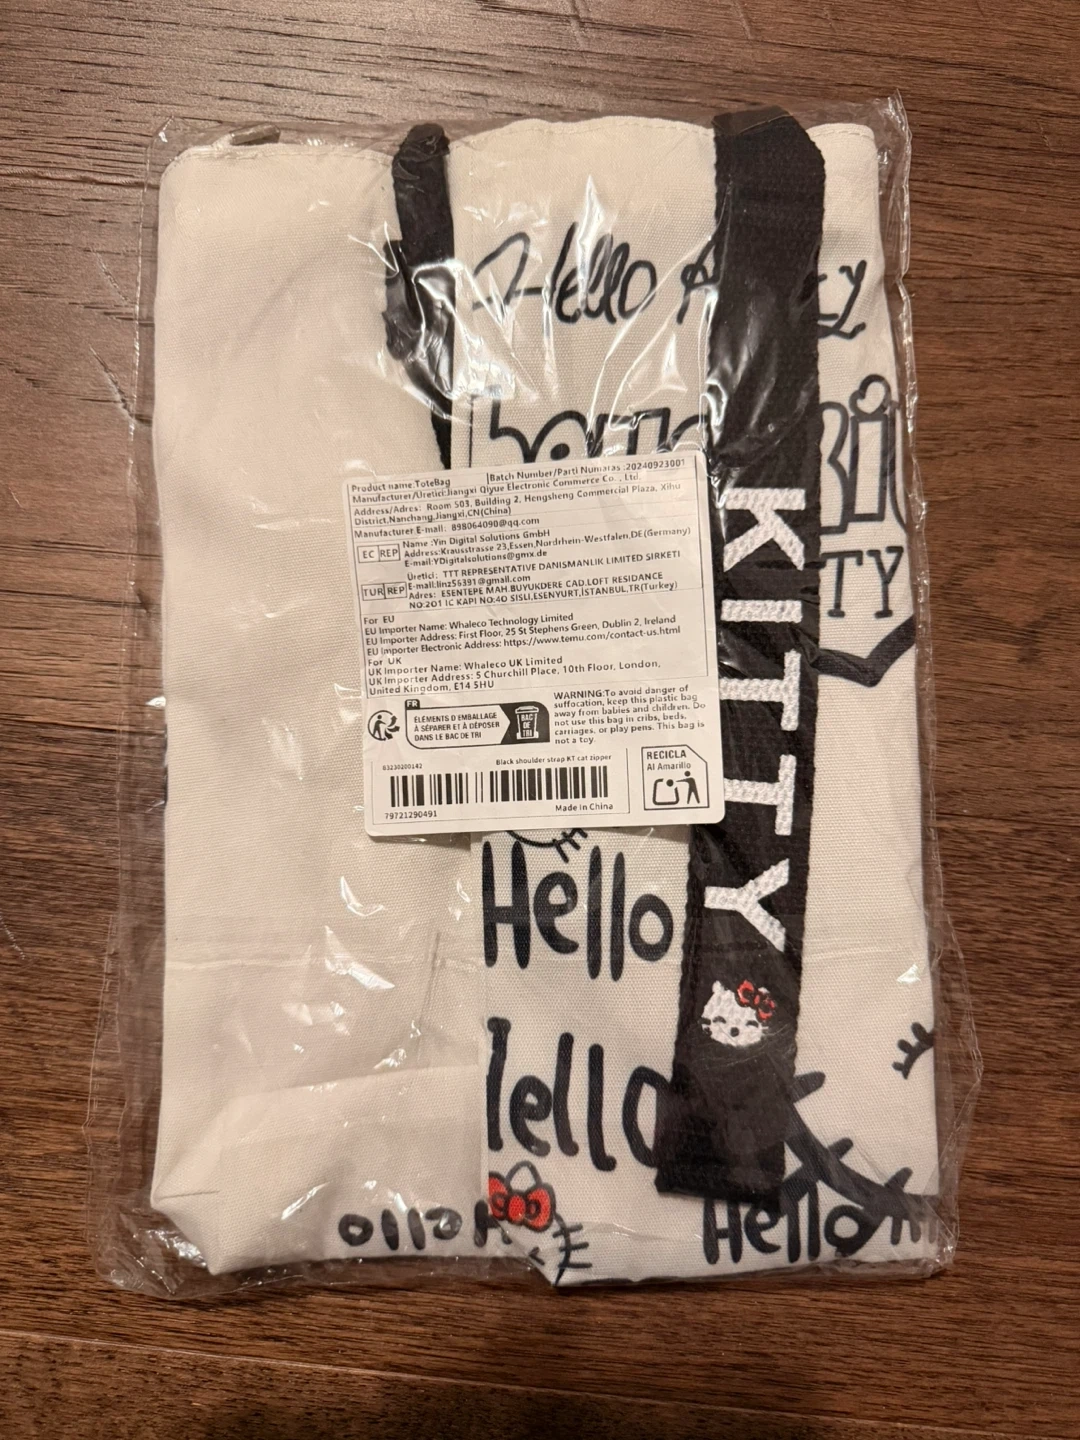 Hello
KITTY
TY
Product name:ToteBag
Batch Number/Parti Numaras :20240923001
Manufacturer/Uretici:Jiangxi Qiyue Electronic Commerce Co., Ltd.
Address/Adres: Room 503, Building 2, Hengsheng Commercial Plaza, Xihu
District,Nanchang,Jiangxi,CN(China)
Manufacturer E-mail: 898064090@qq.com
EC REP
Name :Yin Digital Solutions GmbH
Address:Krausstrasse 23,Essen,Nordrhein-Westfalen,DE(Germany)
E-mail:YDigitalsolutions@gmx.de
TUR REP
Uretici: TTT REPRESENTATIVE DANISMANLIK LIMITED SIRKETI
E-mail:linz56391@gmail.com
Adres: ESENTEPE MAH.BUYUKDERE CAD.LOFT RESIDANCE
NO:201 IC KAPI NO:40 SISLI,ESENYURT,İSTANBUL,TR(Turkey)
For EU
EU Importer Name: Whaleco Technology Limited
EU Importer Address: First Floor, 25 St Stephens Green, Dublin 2, Ireland
EU Importer Electronic Address: https://www.temu.com/contact-us.html
For UK
UK Importer Name: Whaleco UK Limited
UK Importer Address: 5 Churchill Place, 10th Floor, London,
United Kingdom, E14 5HU
FR
ÉLÉMENTS D'EMBALLAGE
À SÉPARER ET À DÉPOSER
DANS LE BAC DE TRI
BAC
DE
TRI
WARNING:To avoid danger of
suffocation, keep this plastic bag
away from babies and children. Do
not use this bag in cribs, beds,
carriages, or play pens. This bag is
not a toy.
63230200142
Black shoulder strap KT cat zipper
79721290491
Made in China
RECICLA
Al Amarillo
Hello
Hello
Hello